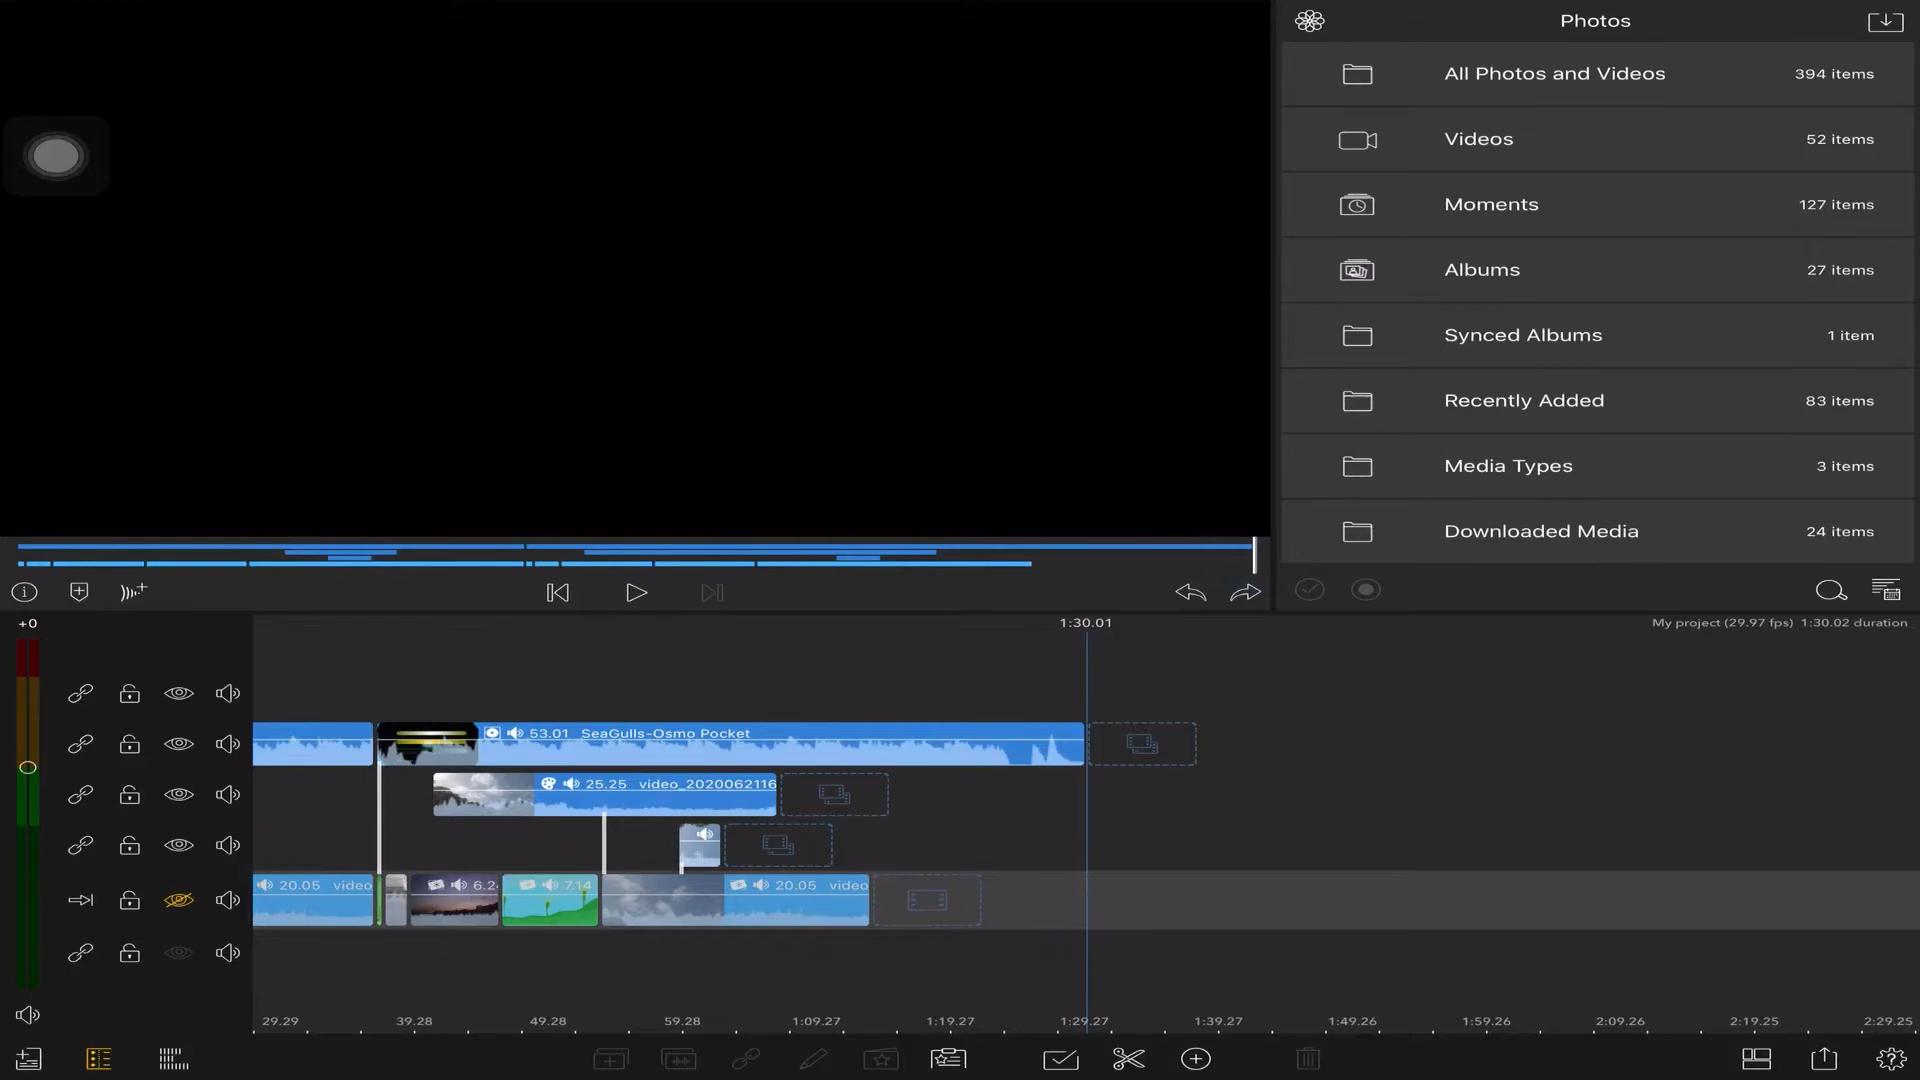 Photos
All Photos and Videos 394 items
Videos 52 items
Moments 127 items
Albums 27 items
Synced Albums 1 item
Recently Added 83 items
Media Types 3 items
Downloaded Media 24 items
+0
1:30.01
My project (29.97 fps) 1:30.02 duration
53.01 SeaGulls-Osmo Pocket
25.25 video_2020062116
20.05 video
6.2
7.14
20.05 video
29.29 39.28 49.28 59.28 1:09.27 1:19.27 1:29.27 1:39.27 1:49.26 1:59.26 2:09.26 2:19.25 2:29.25